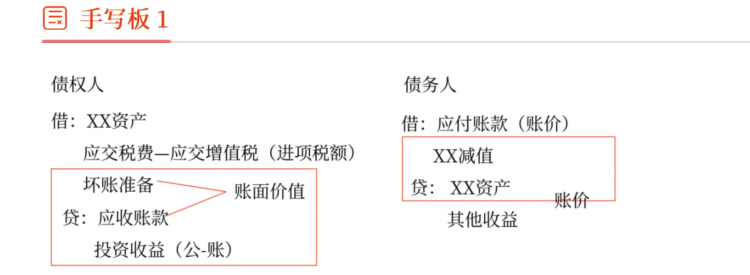 手写板 1
债权人
借：XX资产
应交税费—应交增值税（进项税额）
坏账准备
账面价值
贷：应收账款
投资收益（公-账）
债务人
借：应付账款（账价）
XX减值
贷： XX资产
账价
其他收益